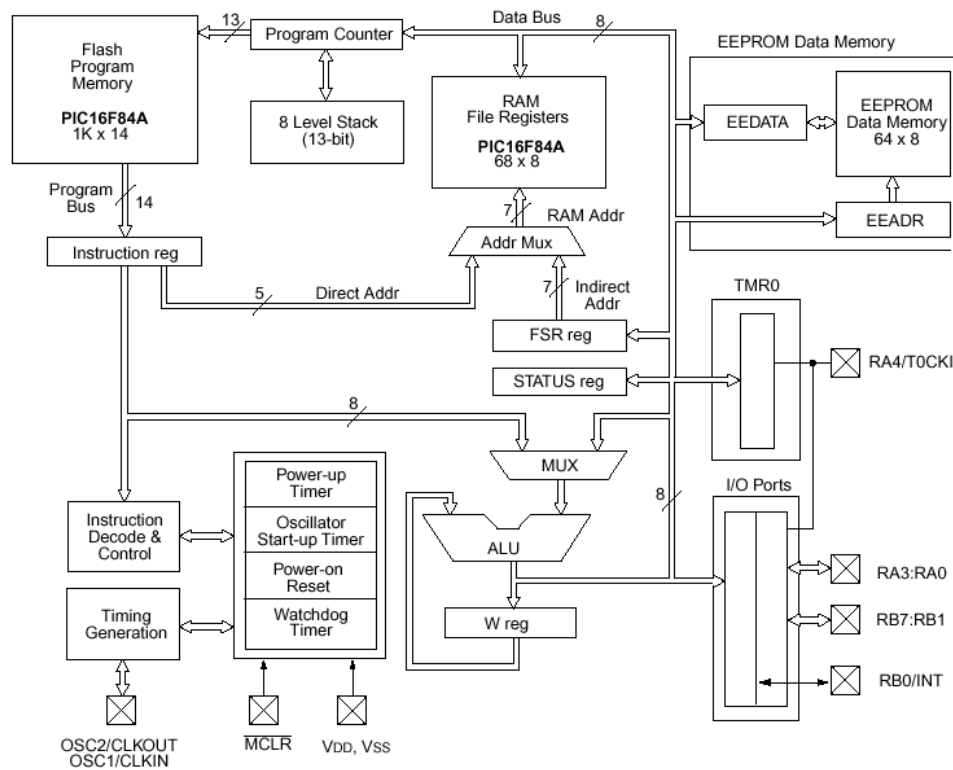 Flash
Program
Memory
PIC16F84A
1K x 14
13
Program Counter
8 Level Stack
(13-bit)
Data Bus
8
RAM
File Registers
PIC16F84A
68 x 8
EEPROM Data Memory
EEDATA
EEPROM
Data Memory
64 x 8
EEADR
Program
Bus
14
Instruction reg
7
RAM Addr
Addr Mux
5
Direct Addr
7
Indirect
Addr
FSR reg
STATUS reg
TMR0
RA4/T0CKI
8
MUX
8
ALU
W reg
Instruction
Decode &
Control
Timing
Generation
Power-up
Timer
Oscillator
Start-up Timer
Power-on
Reset
Watchdog
Timer
I/O Ports
RA3:RA0
RB7:RB1
RB0/INT
OSC2/CLKOUT
OSC1/CLKIN
MCLR
VDD, VSS